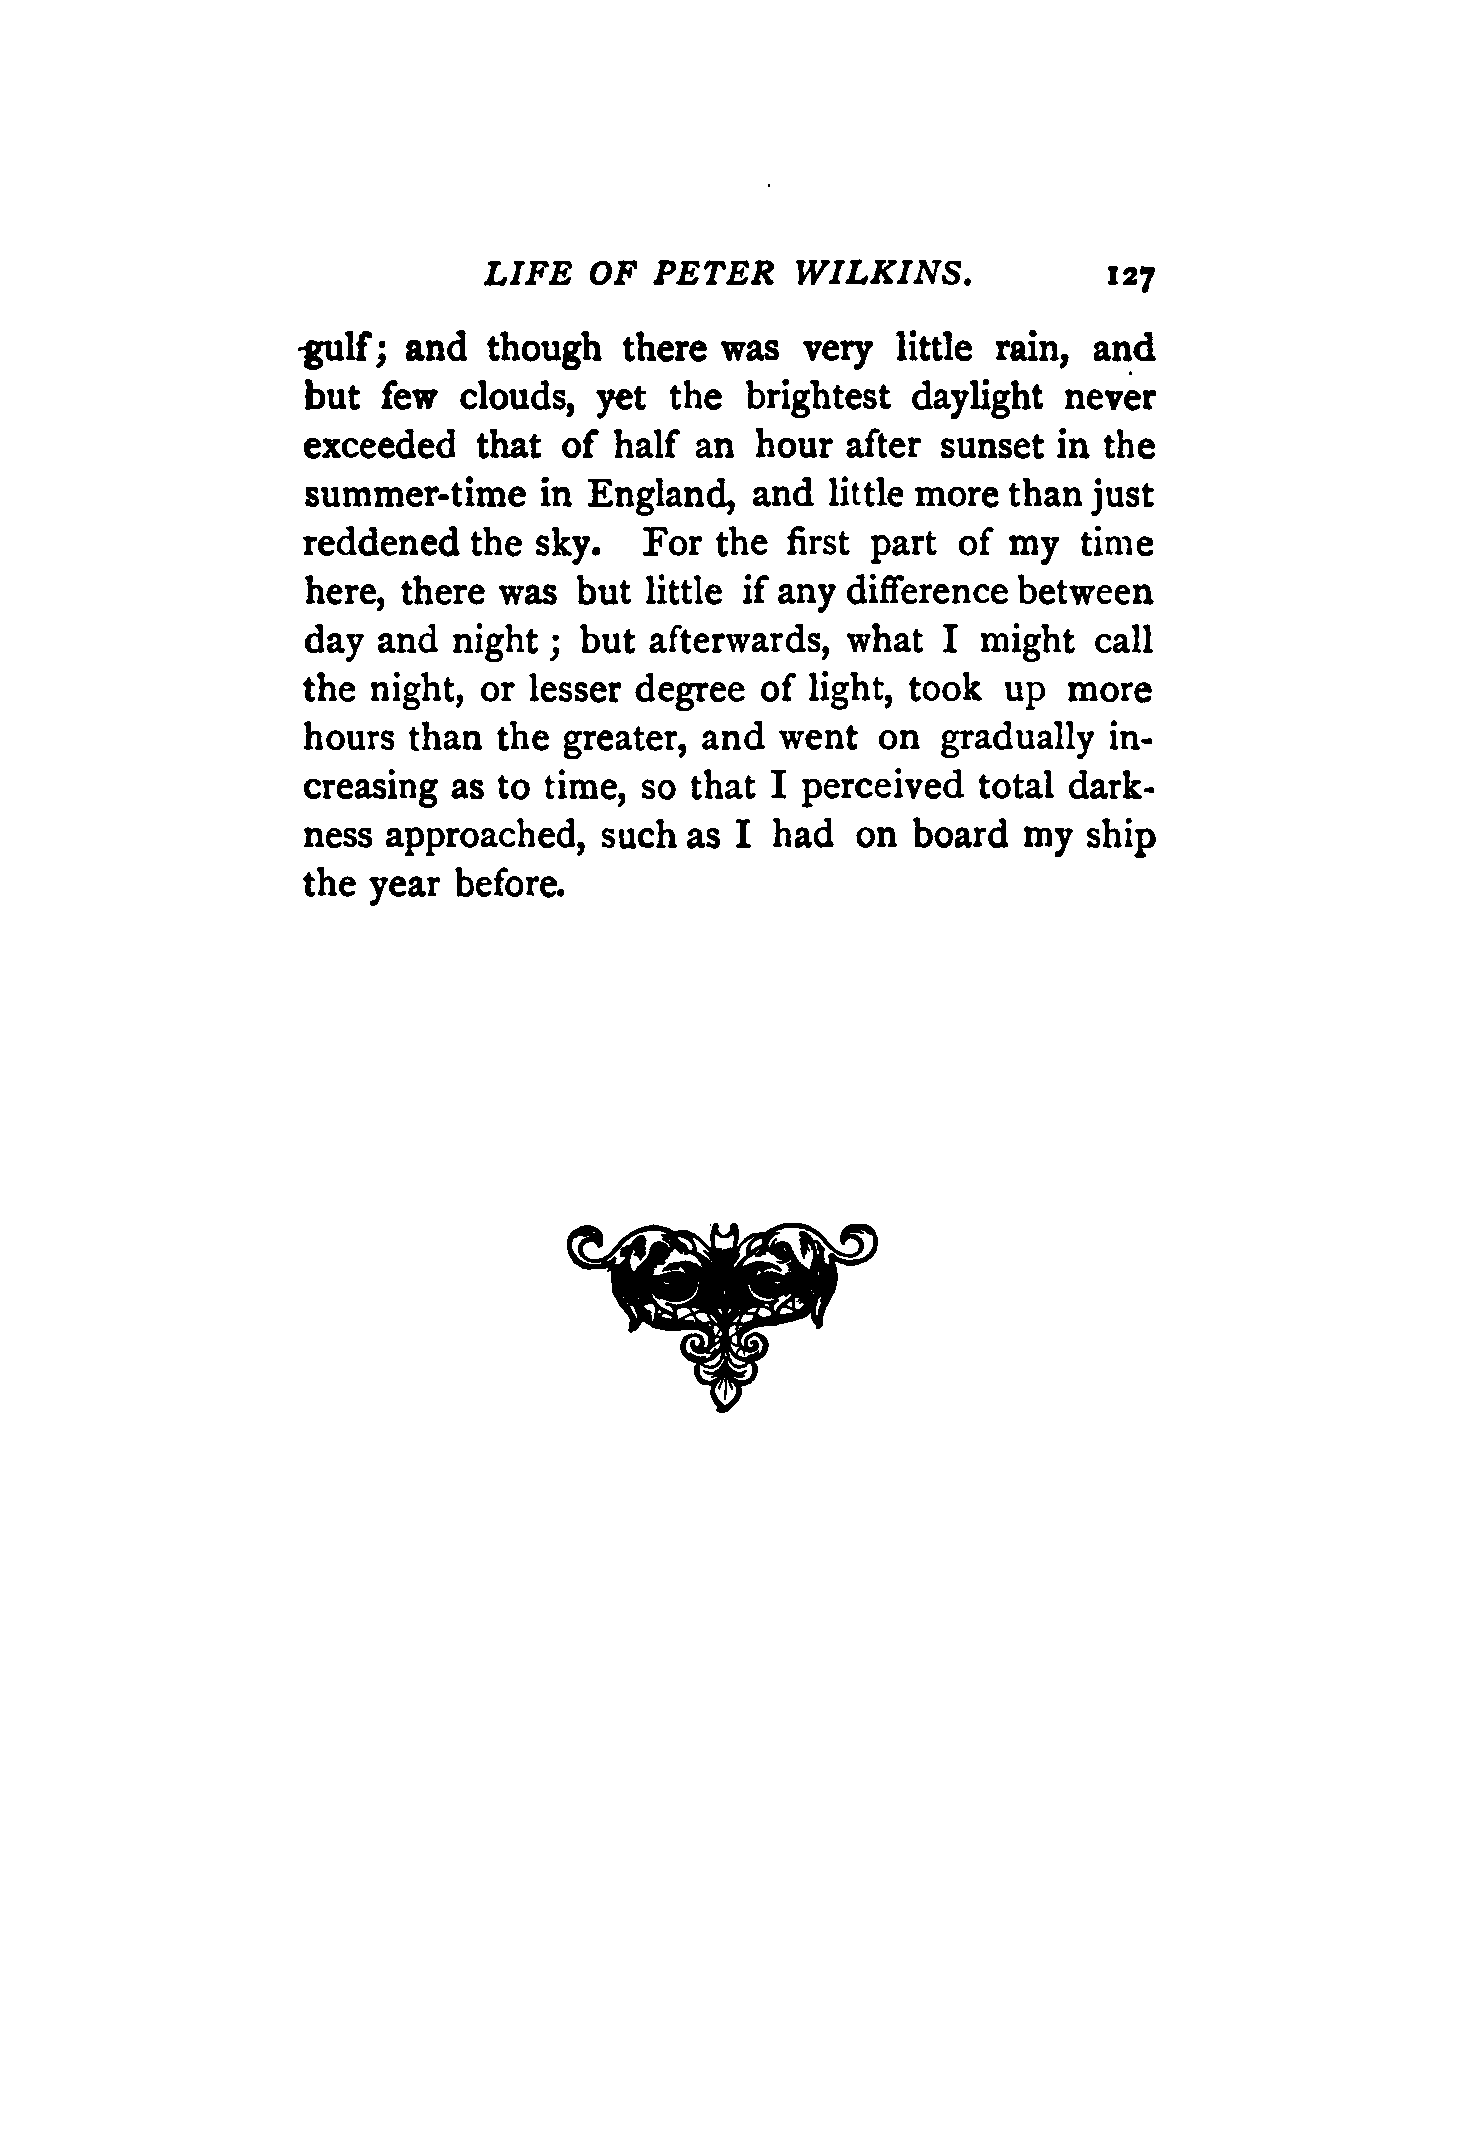 LIFE OF PETER WILKINS. 127
gulf; and though there was very little rain, and
but few clouds, yet the brightest daylight never
exceeded that of half an hour after sunset in the
summer-time in England, and little more than just
reddened the sky. For the first part of my time
here, there was but little if any difference between
day and night ; but afterwards, what I might call
the night, or lesser degree of light, took up more
hours than the greater, and went on gradually in-
creasing as to time, so that I perceived total dark-
ness approached, such as I had on board my ship
the year before.